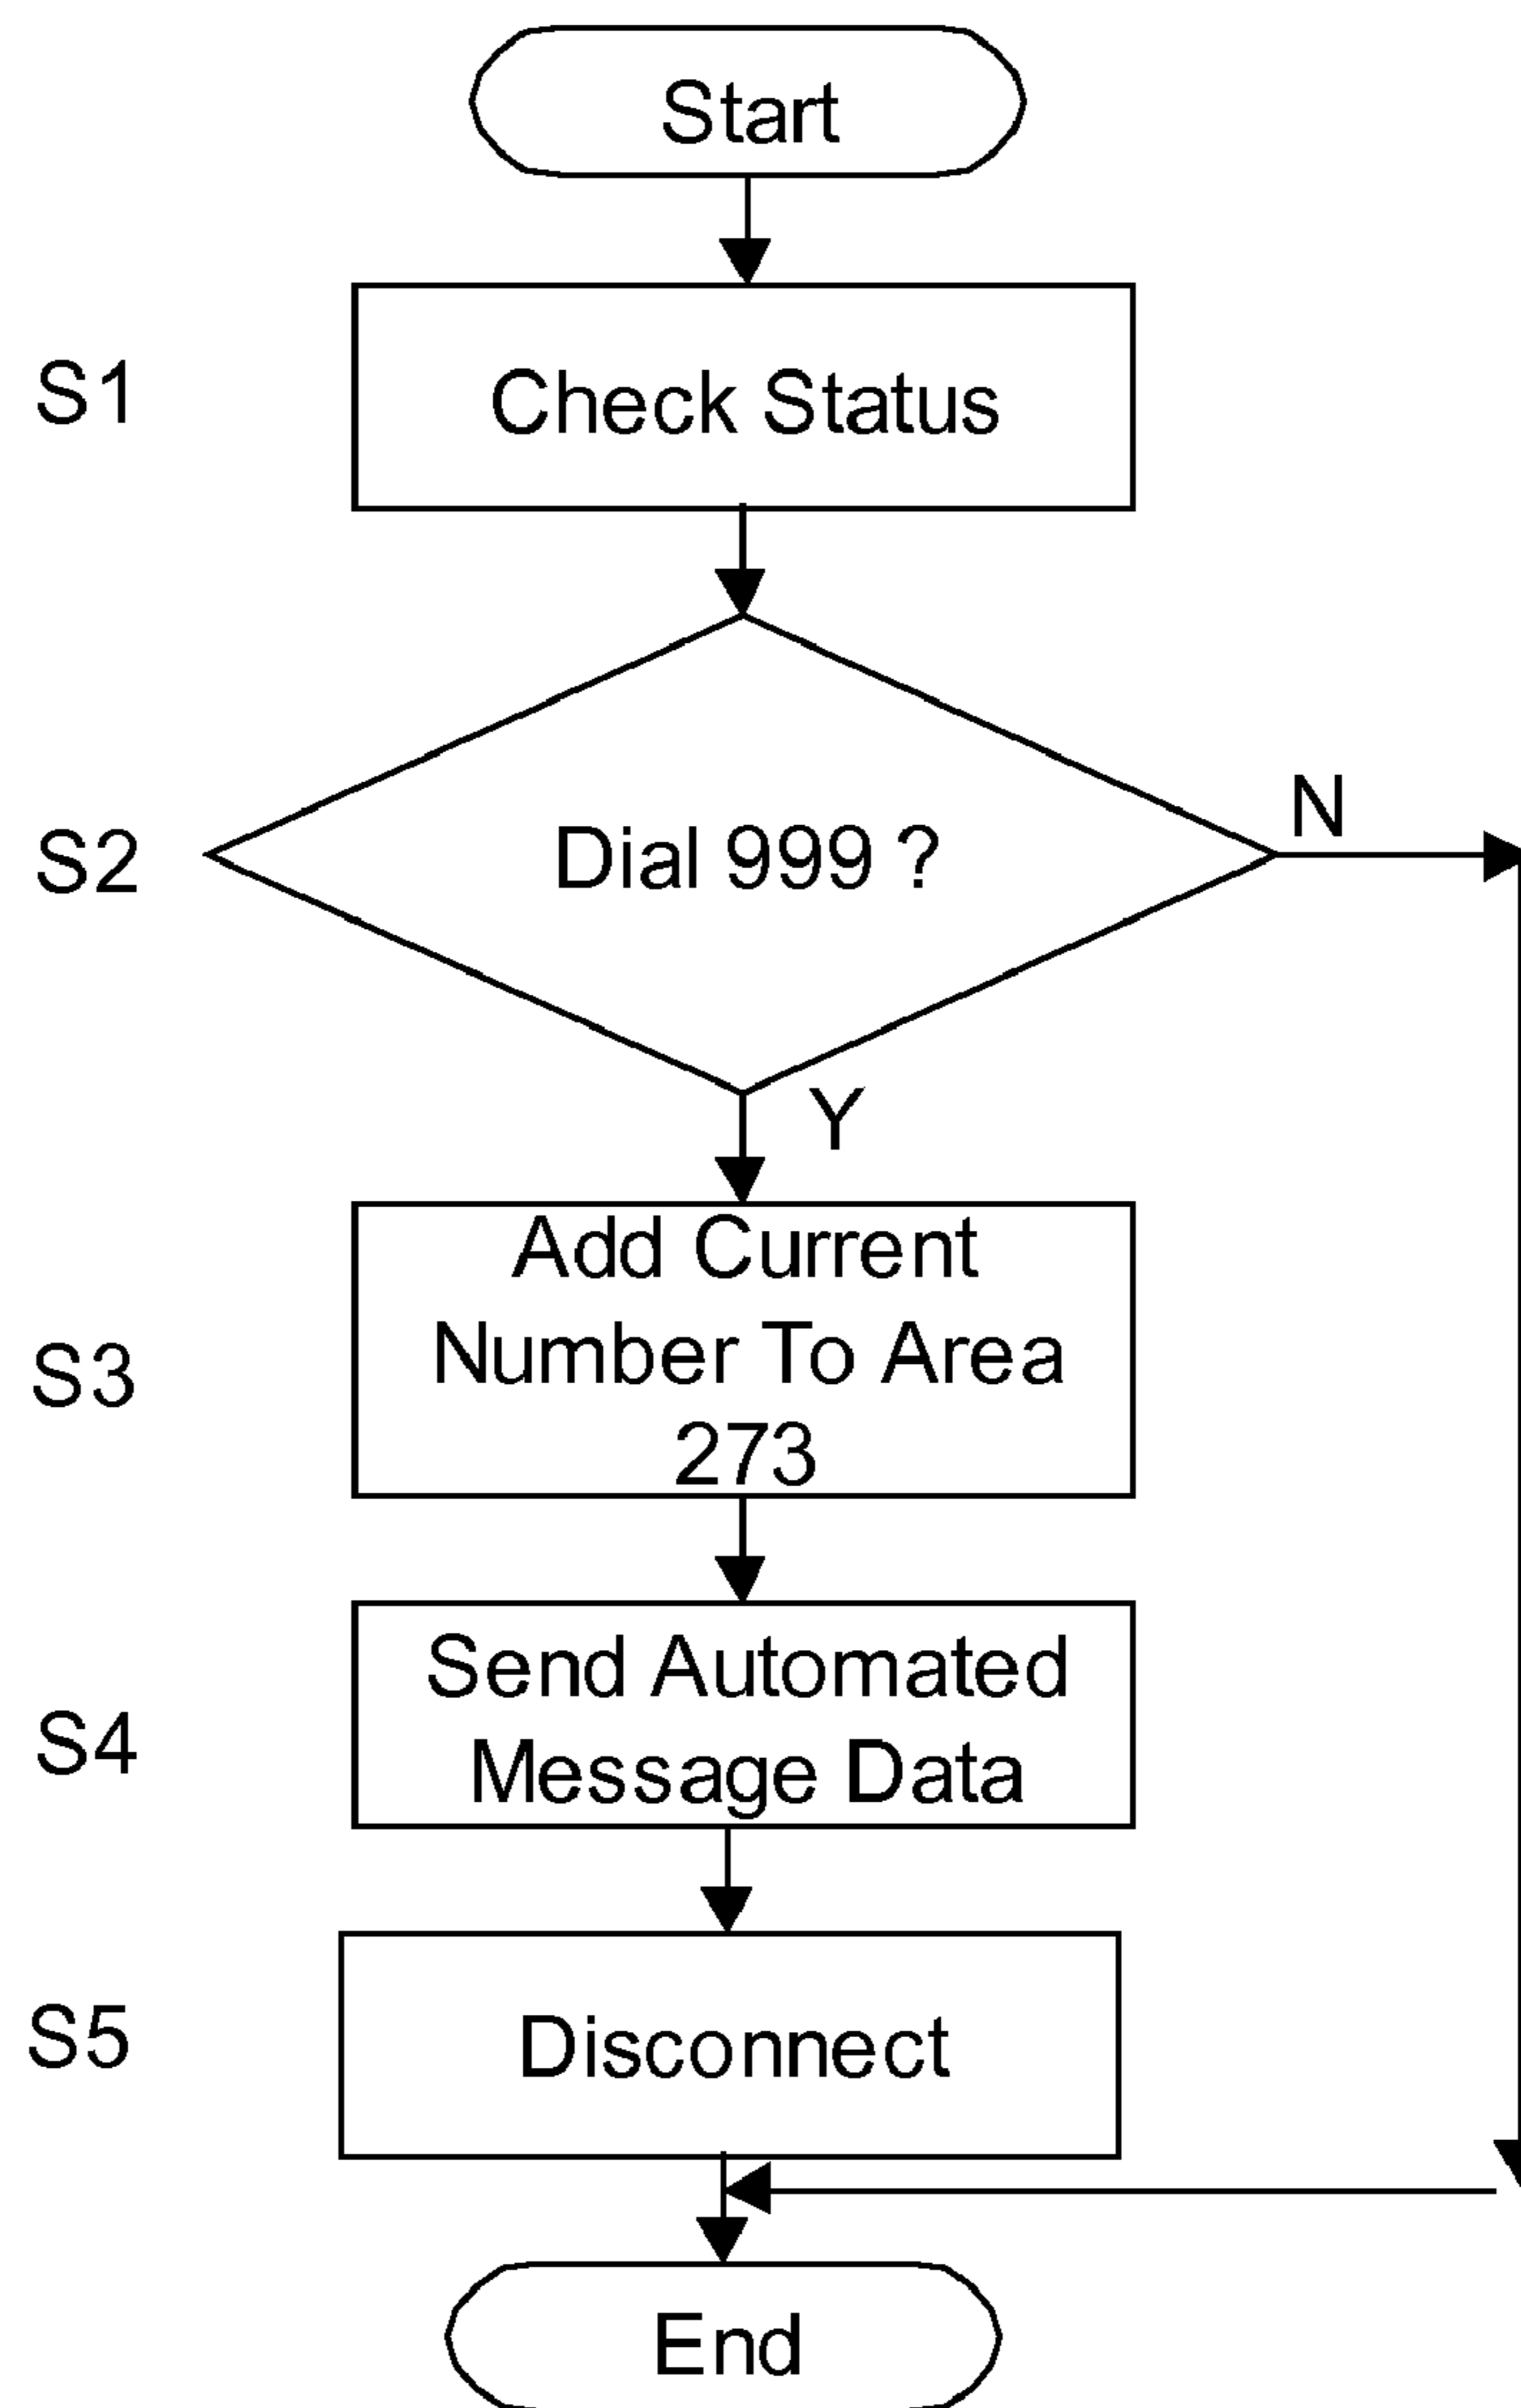 Start
S1
Check Status
S2
Dial 999 ?
N
Y
S3
Add Current
Number To Area
273
S4
Send Automated
Message Data
S5
Disconnect
End